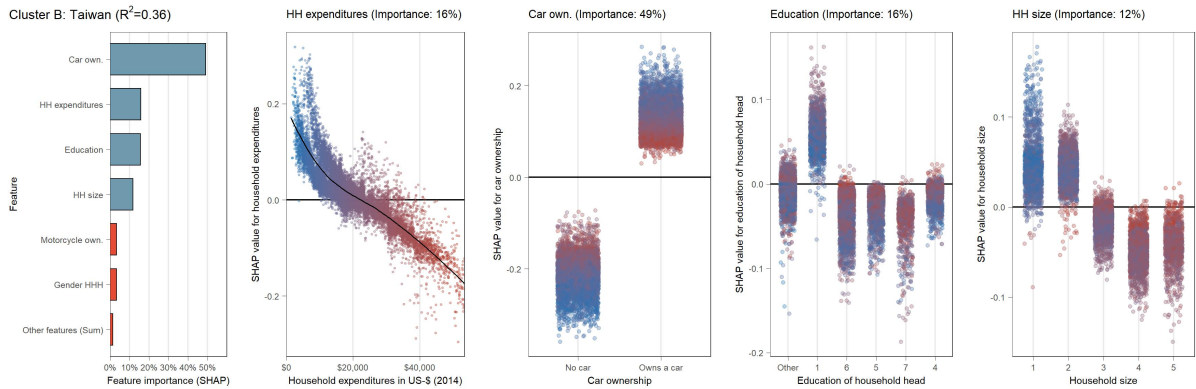 Cluster B: Taiwan (R²=0.36)
Feature
Car own.
HH expenditures
Education
HH size
Motorcycle own.
Gender HHH
Other features (Sum)
0% 10% 20% 30% 40% 50%
Feature importance (SHAP)
HH expenditures (Importance: 16%)
SHAP value for household expenditures
0.2
0.0
-0.2
$0 $20,000 $40,000
Household expenditures in US-$ (2014)
Car own. (Importance: 49%)
SHAP value for car ownership
0.2
0.0
-0.2
No car Owns a car
Car ownership
Education (Importance: 16%)
SHAP value for education of hosuehold head
0.1
0.0
-0.1
-0.2
Other 1 6 5 7 4
Education of household head
HH size (Importance: 12%)
SHAP value for household size
0.1
0.0
-0.1
1 2 3 4 5
Household size